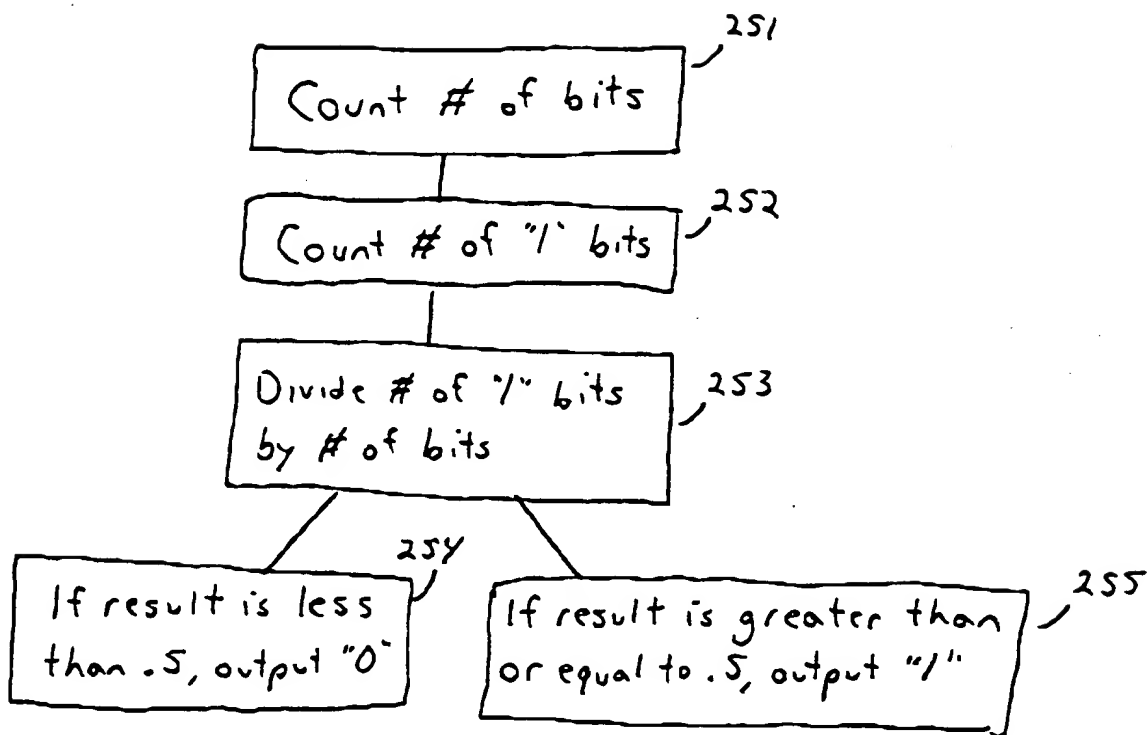 251
Count # of bits
252
Count # of "1" bits
253
Divide # of "1" bits
by # of bits
254
If result is less
than .5, output "0"
255
If result is greater than
or equal to .5, output "1"